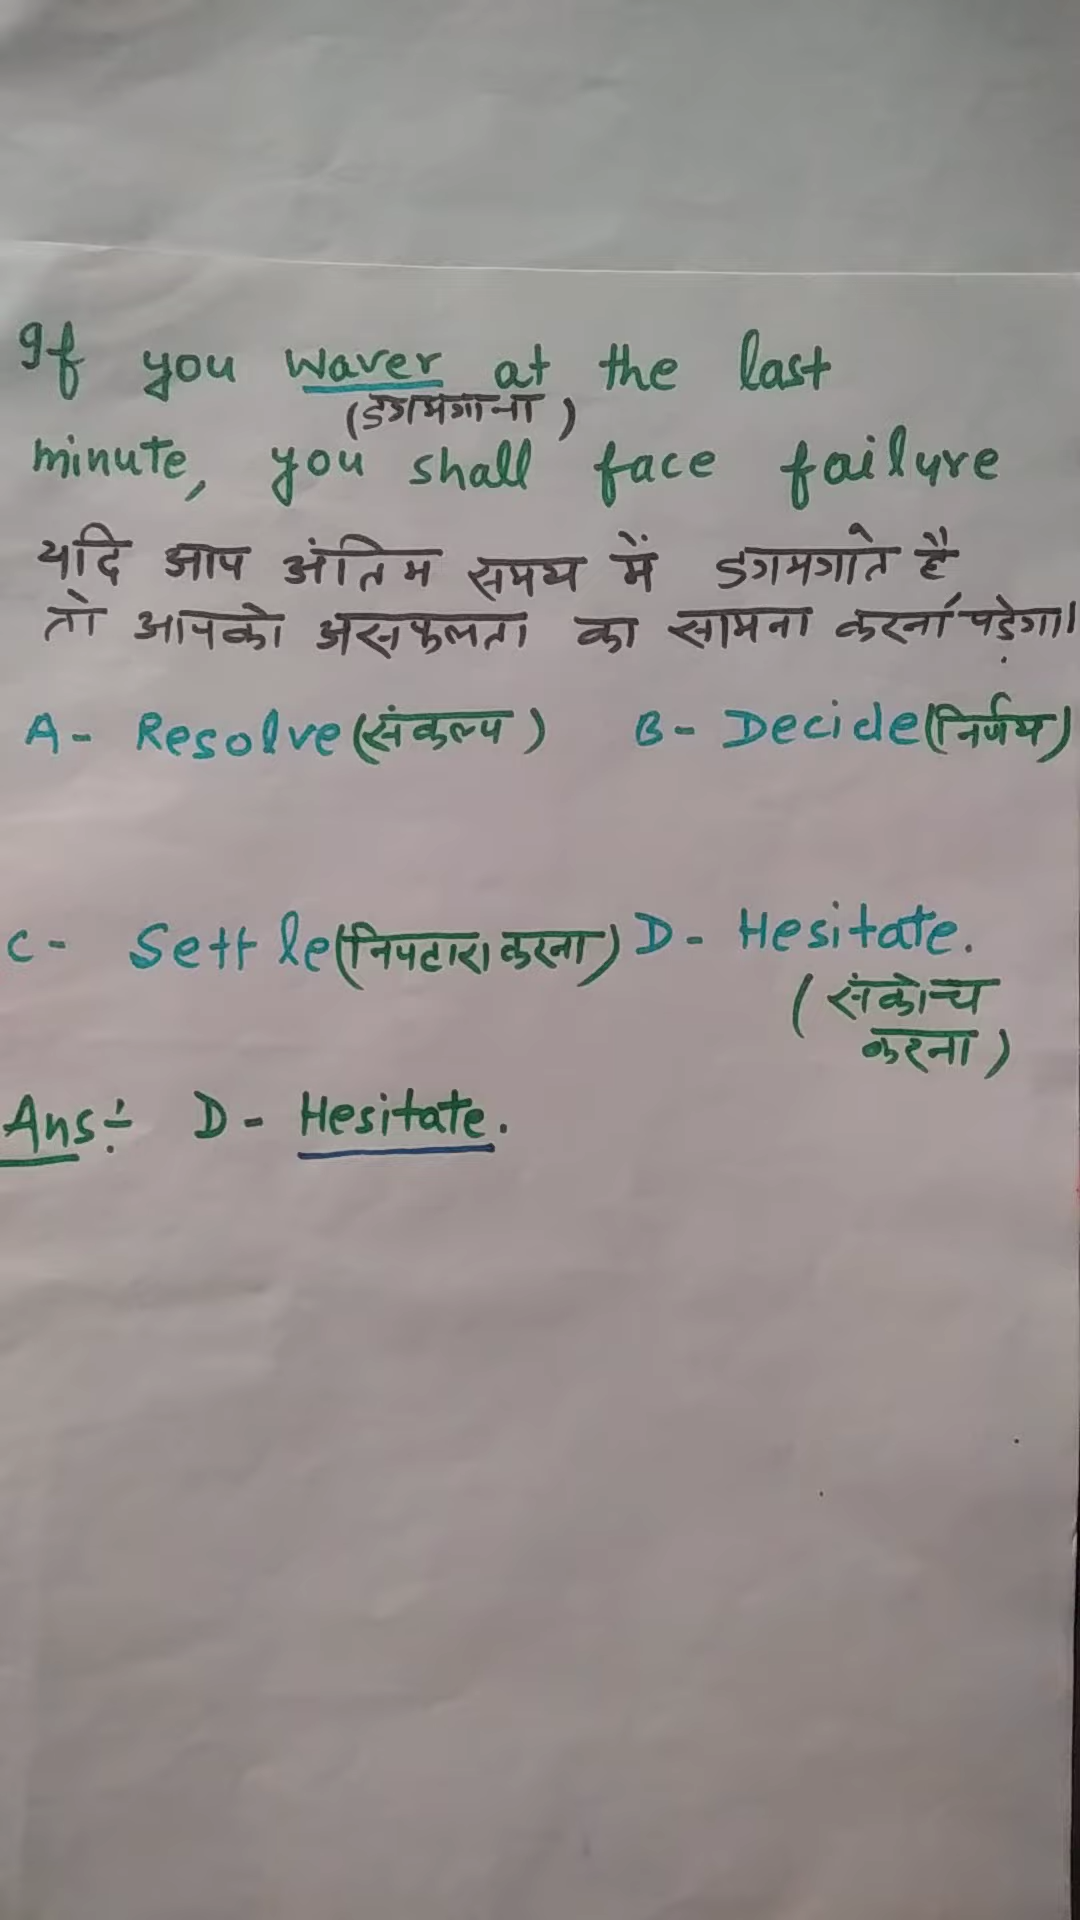 If you waver at the last
(डगमगाना)
minute, you shall face failure
यदि आप अंतिम समय में डगमगाते है
तो आपको असफलता का सामना करना पड़ेगा।
A- Resolve (संकल्प) B- Decide (निर्णय)
C- Settle (निपटारा करना) D- Hesitate.
(संकोच
करना)
Ans:- D- Hesitate.